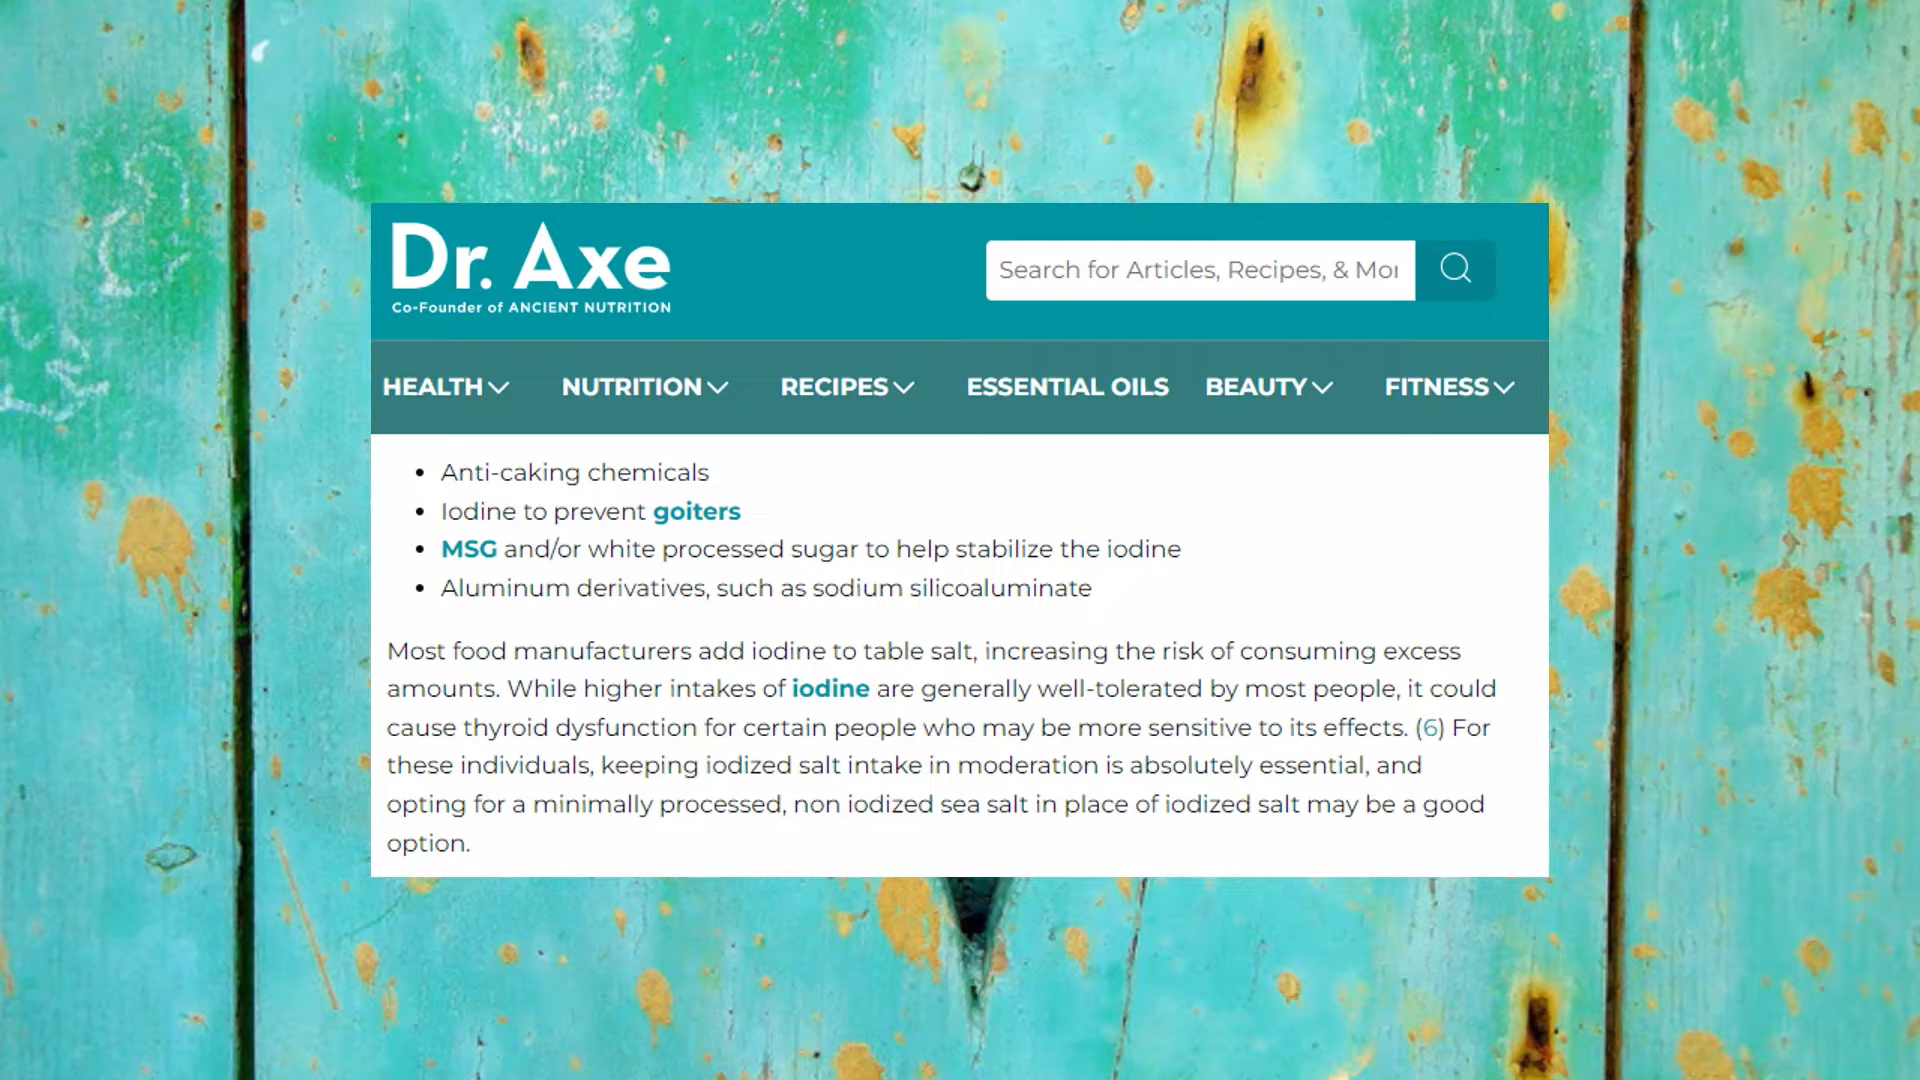 Dr. Axe
Co-Founder of ANCIENT NUTRITION
Search for Articles, Recipes, & Mor
HEALTH
NUTRITION
RECIPES
ESSENTIAL OILS
BEAUTY
FITNESS
Anti-caking chemicals
Iodine to prevent goiters
MSG and/or white processed sugar to help stabilize the iodine
Aluminum derivatives, such as sodium silicoaluminate
Most food manufacturers add iodine to table salt, increasing the risk of consuming excess
amounts. While higher intakes of iodine are generally well-tolerated by most people, it could
cause thyroid dysfunction for certain people who may be more sensitive to its effects. (6) For
these individuals, keeping iodized salt intake in moderation is absolutely essential, and
opting for a minimally processed, non iodized sea salt in place of iodized salt may be a good
option.